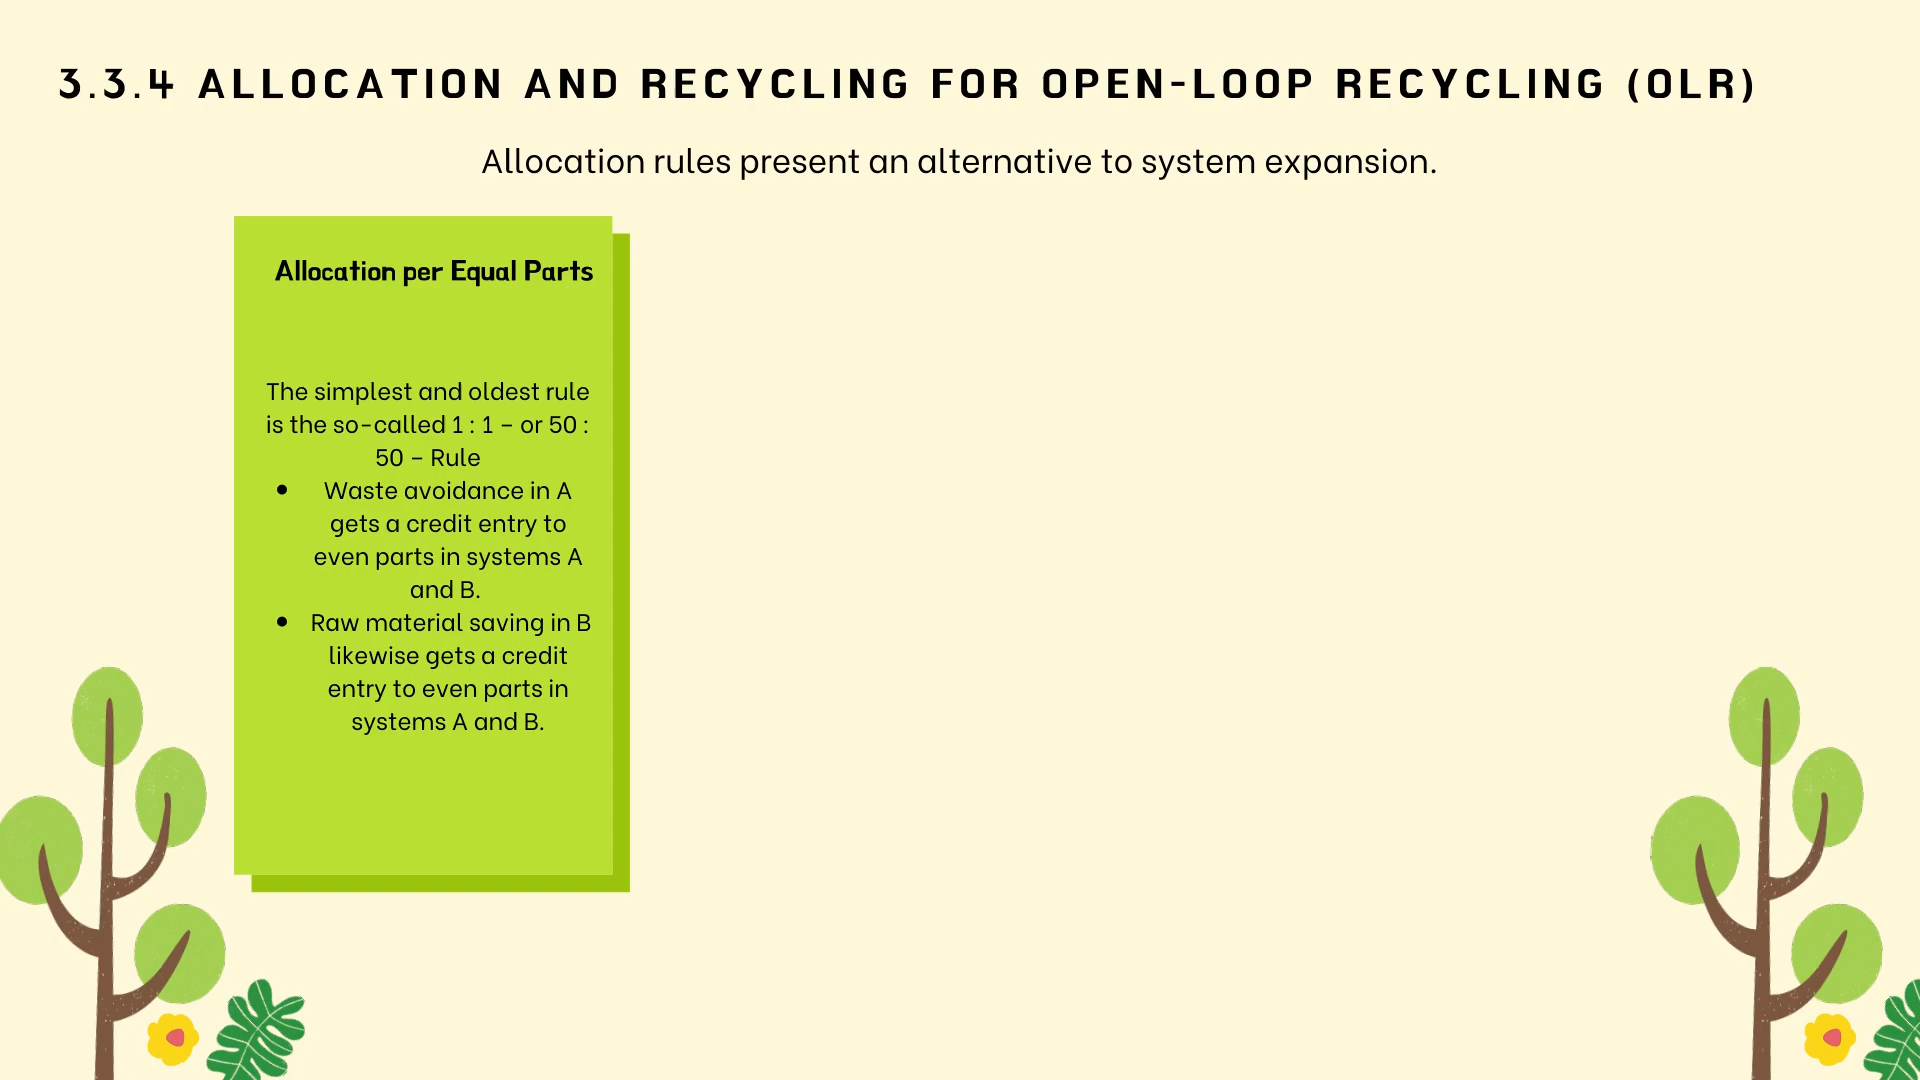 3.3.4 ALLOCATION AND RECYCLING FOR OPEN-LOOP RECYCLING (OLR)
Allocation rules present an alternative to system expansion.
Allocation per Equal Parts
The simplest and oldest rule
is the so-called 1 : 1 – or 50 :
50 – Rule
• Waste avoidance in A
gets a credit entry to
even parts in systems A
and B.
• Raw material saving in B
likewise gets a credit
entry to even parts in
systems A and B.